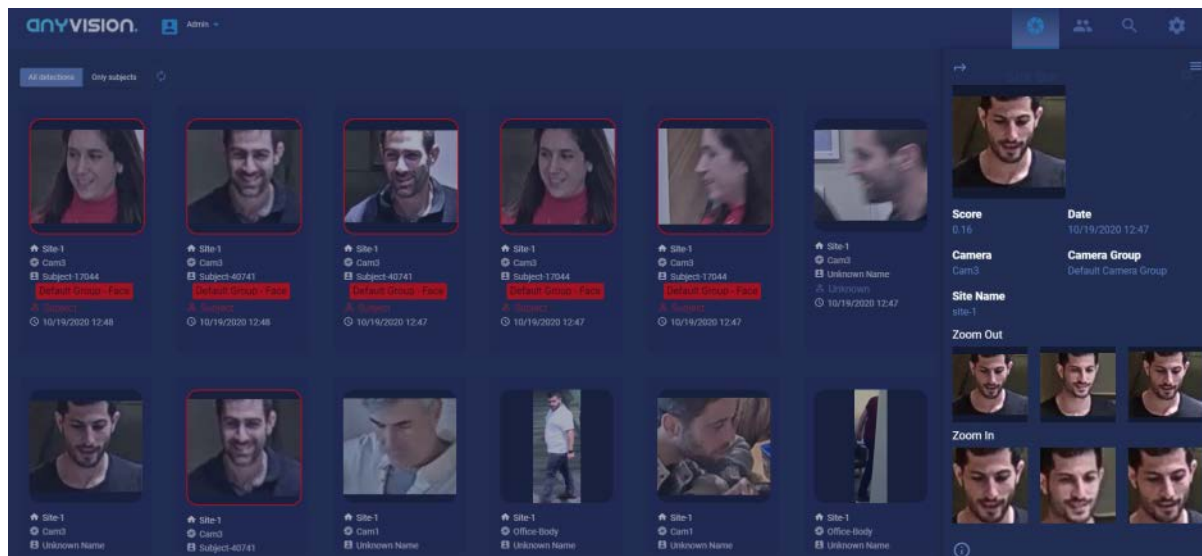 anyvision.
Admin
All detections
Only subjects
Site-1
Cam3
Subject-17044
Default Group - Face
Subject
10/19/2020 12:48
Site-1
Cam3
Subject-40741
Default Group - Face
Subject
10/19/2020 12:48
Site-1
Cam3
Subject-40741
Default Group - Face
Subject
10/19/2020 12:47
Site-1
Cam3
Subject-17044
Default Group - Face
Subject
10/19/2020 12:47
Site-1
Cam3
Subject-17044
Default Group - Face
Subject
10/19/2020 12:47
Site-1
Cam3
Unknown Name
Unknown
10/19/2020 12:47
Site-1
Cam3
Unknown Name
Site-1
Cam3
Subject-40741
Site-1
Cam1
Unknown Name
Site-1
Office-Body
Unknown Name
Site-1
Cam1
Unknown Name
Site-1
Office-Body
Unknown Name
Score
0.16
Date
10/19/2020 12:47
Camera
Cam3
Camera Group
Default Camera Group
Site Name
site-1
Zoom Out
Zoom In